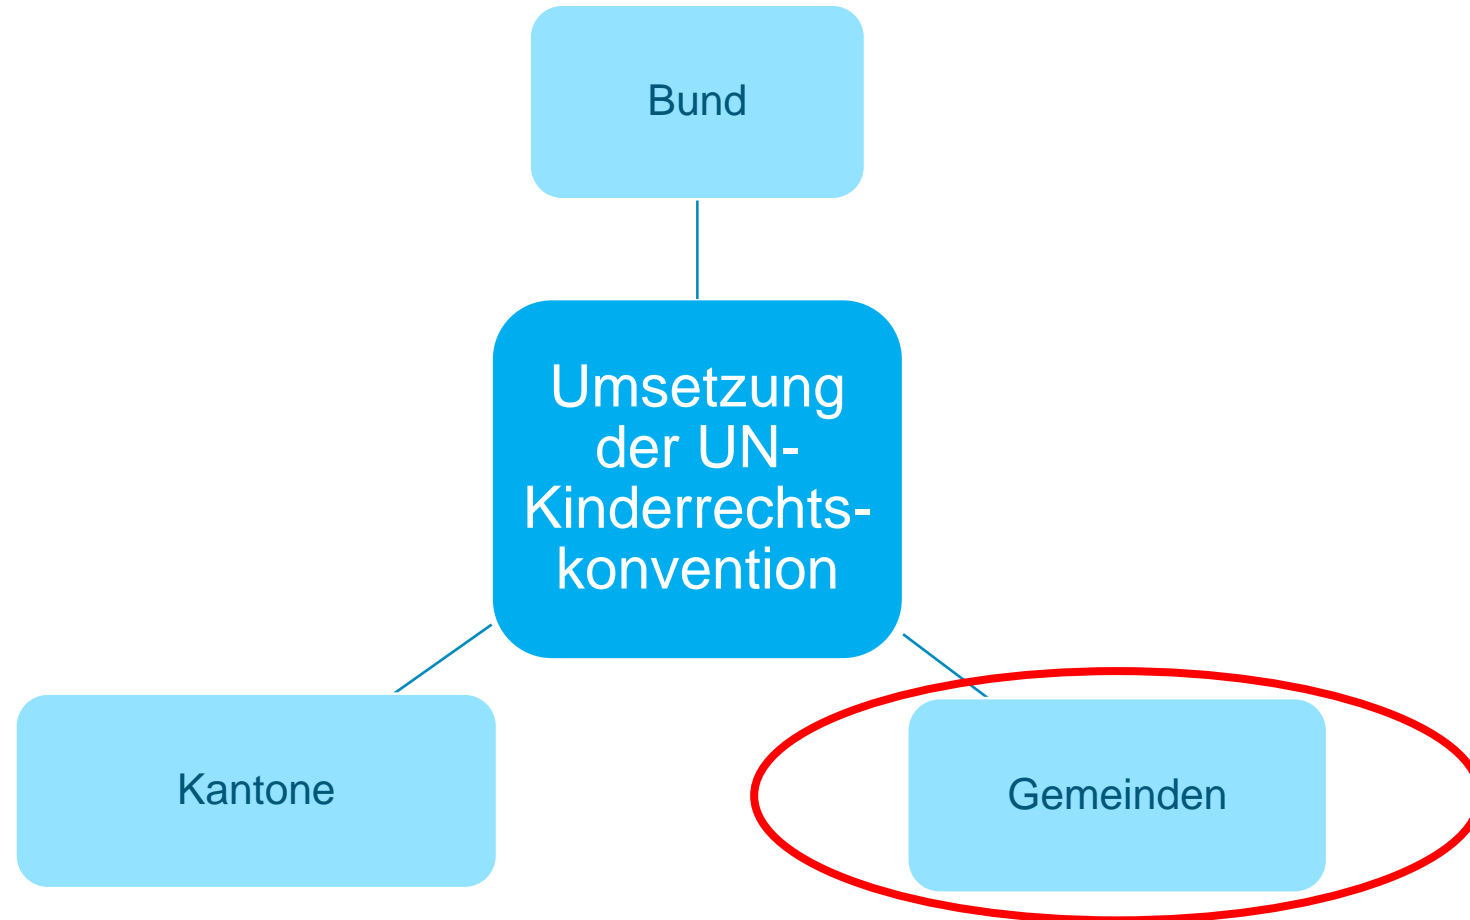 Bund
Umsetzung
der UN-
Kinderrechts-
konvention
Kantone
Gemeinden